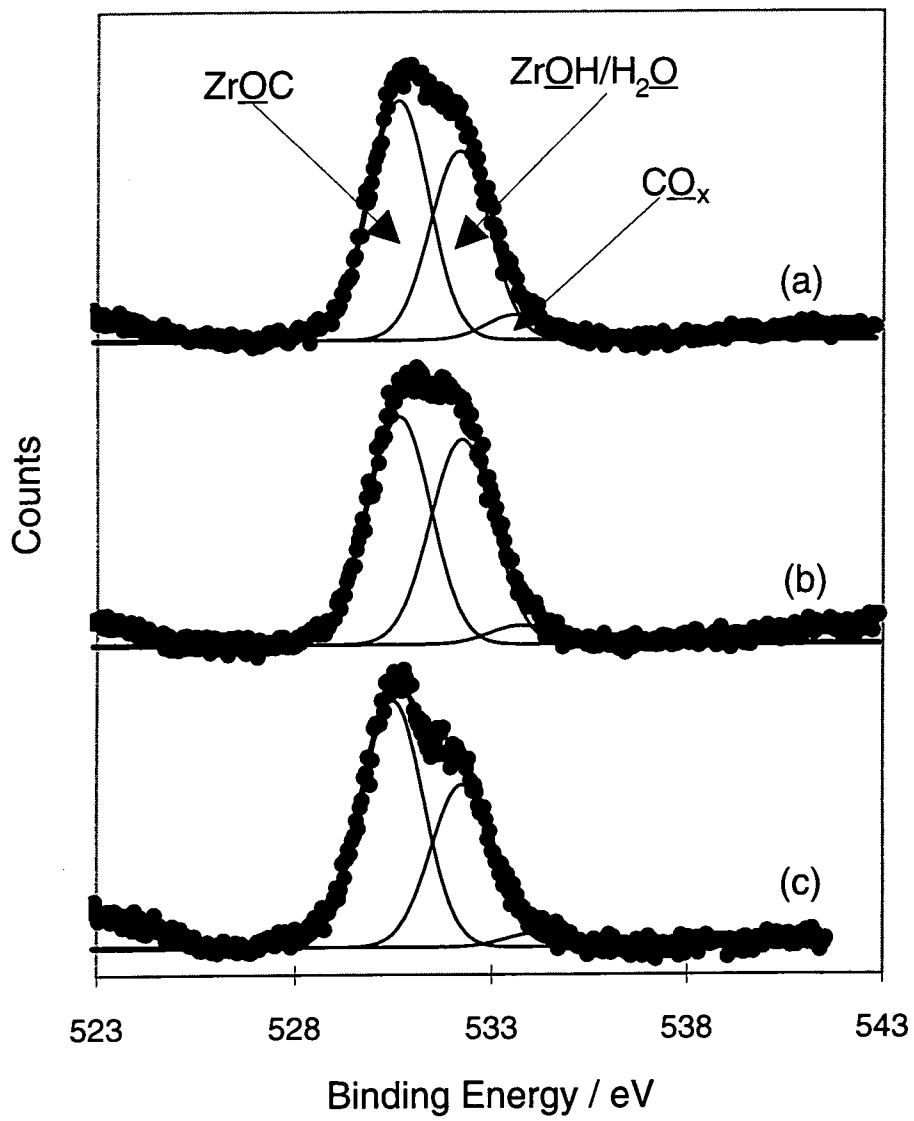 ZrOC
ZrOH/H₂O
COₓ
(a)
(b)
(c)
Counts
523 528 533 538 543
Binding Energy / eV